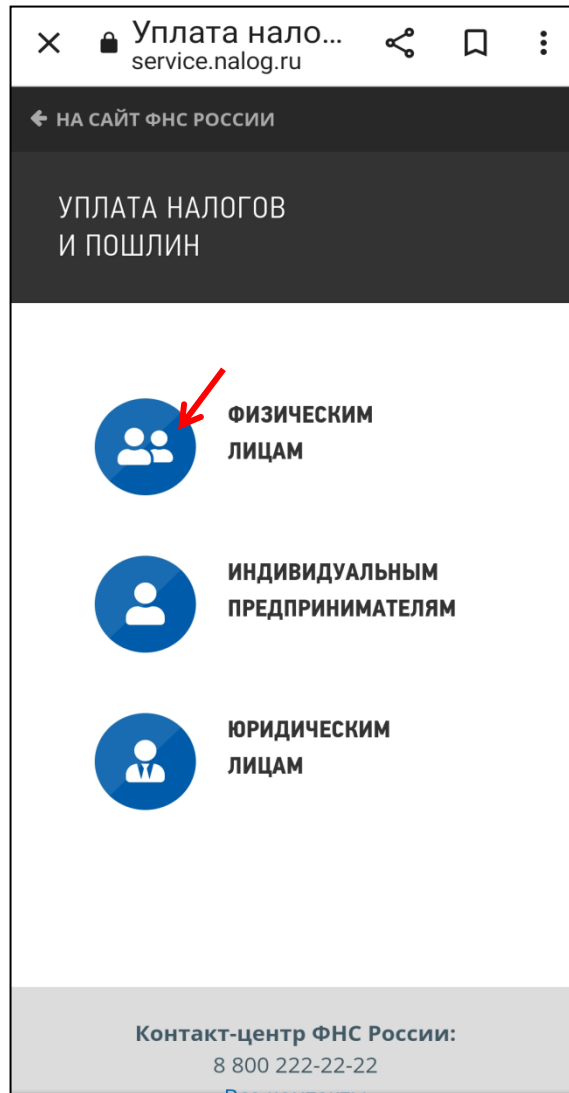 Уплата нало...
service.nalog.ru
НА САЙТ ФНС РОССИИ
УПЛАТА НАЛОГОВ
И ПОШЛИН
ФИЗИЧЕСКИМ
ЛИЦАМ
ИНДИВИДУАЛЬНЫМ
ПРЕДПРИНИМАТЕЛЯМ
ЮРИДИЧЕСКИМ
ЛИЦАМ
Контакт-центр ФНС России:
8 800 222-22-22